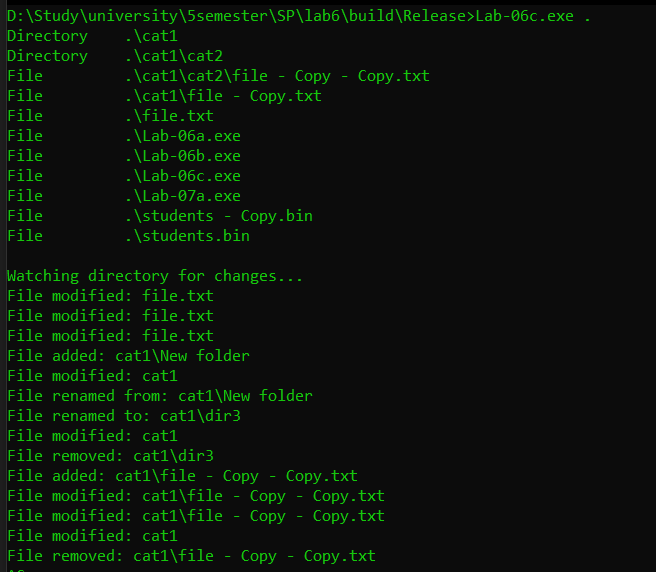 D:\Study\university\5semester\SP\lab6\build\Release>Lab-06c.exe .
Directory    .\cat1
Directory    .\cat1\cat2
File         .\cat1\cat2\file - Copy - Copy.txt
File         .\cat1\file - Copy.txt
File         .\file.txt
File         .\Lab-06a.exe
File         .\Lab-06b.exe
File         .\Lab-06c.exe
File         .\Lab-07a.exe
File         .\students - Copy.bin
File         .\students.bin
Watching directory for changes...
File modified: file.txt
File modified: file.txt
File modified: file.txt
File added: cat1\New folder
File modified: cat1
File renamed from: cat1\New folder
File renamed to: cat1\dir3
File modified: cat1
File removed: cat1\dir3
File added: cat1\file - Copy - Copy.txt
File modified: cat1\file - Copy - Copy.txt
File modified: cat1\file - Copy - Copy.txt
File modified: cat1
File removed: cat1\file - Copy - Copy.txt